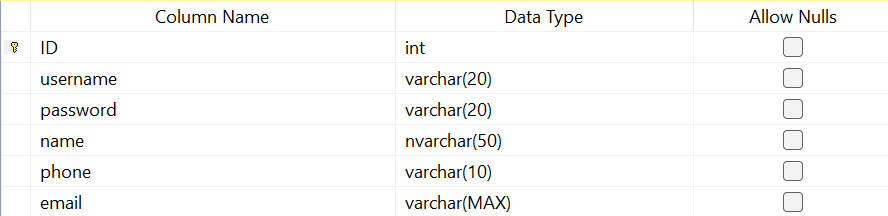 Column Name Data Type Allow Nulls
ID int
username varchar(20)
password varchar(20)
name nvarchar(50)
phone varchar(10)
email varchar(MAX)